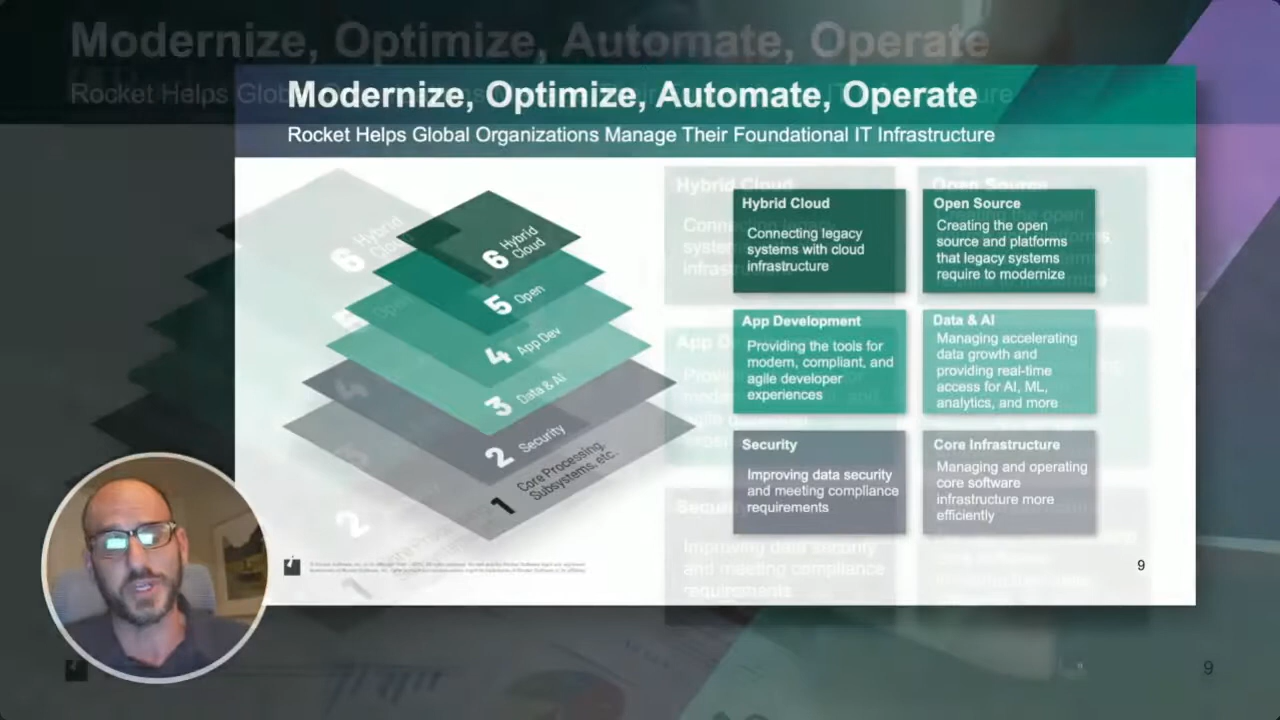 Modernize, Optimize, Automate, Operate
Modernize, Optimize, Automate, Operate
Rocket Helps Global Organizations Manage Their Foundational IT Infrastructure
6 Hybrid Cloud
5 Open
4 App Dev
3 Data & AI
2 Security
1 Core Processing, Subsystems, etc.
Hybrid Cloud
Connecting legacy
systems with cloud
infrastructure
Open Source
Creating the open
source and platforms
that legacy systems
require to modernize
App Development
Providing the tools for
modern, compliant, and
agile developer
experiences
Data & AI
Managing accelerating
data growth and
providing real-time
access for AI, ML,
analytics, and more
Security
Improving data security
and meeting compliance
requirements
Core Infrastructure
Managing and operating
core software
infrastructure more
efficiently
9
9